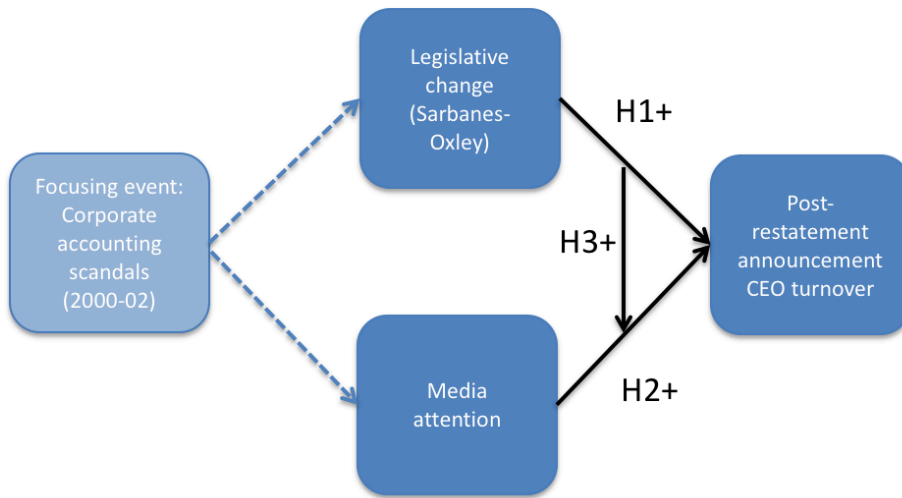 Legislative
change
(Sarbanes-
Oxley)
H1+
Focusing event:
Corporate
accounting
scandals
(2000-02)
H3+
Post-
restatement
announcement
CEO turnover
Media
attention
H2+